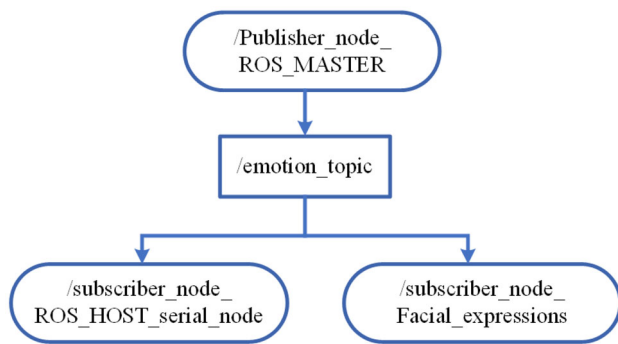 /Publisher_node_
ROS_MASTER
/emotion_topic
/subscriber_node_
ROS_HOST_serial_node
/subscriber_node_
Facial_expressions